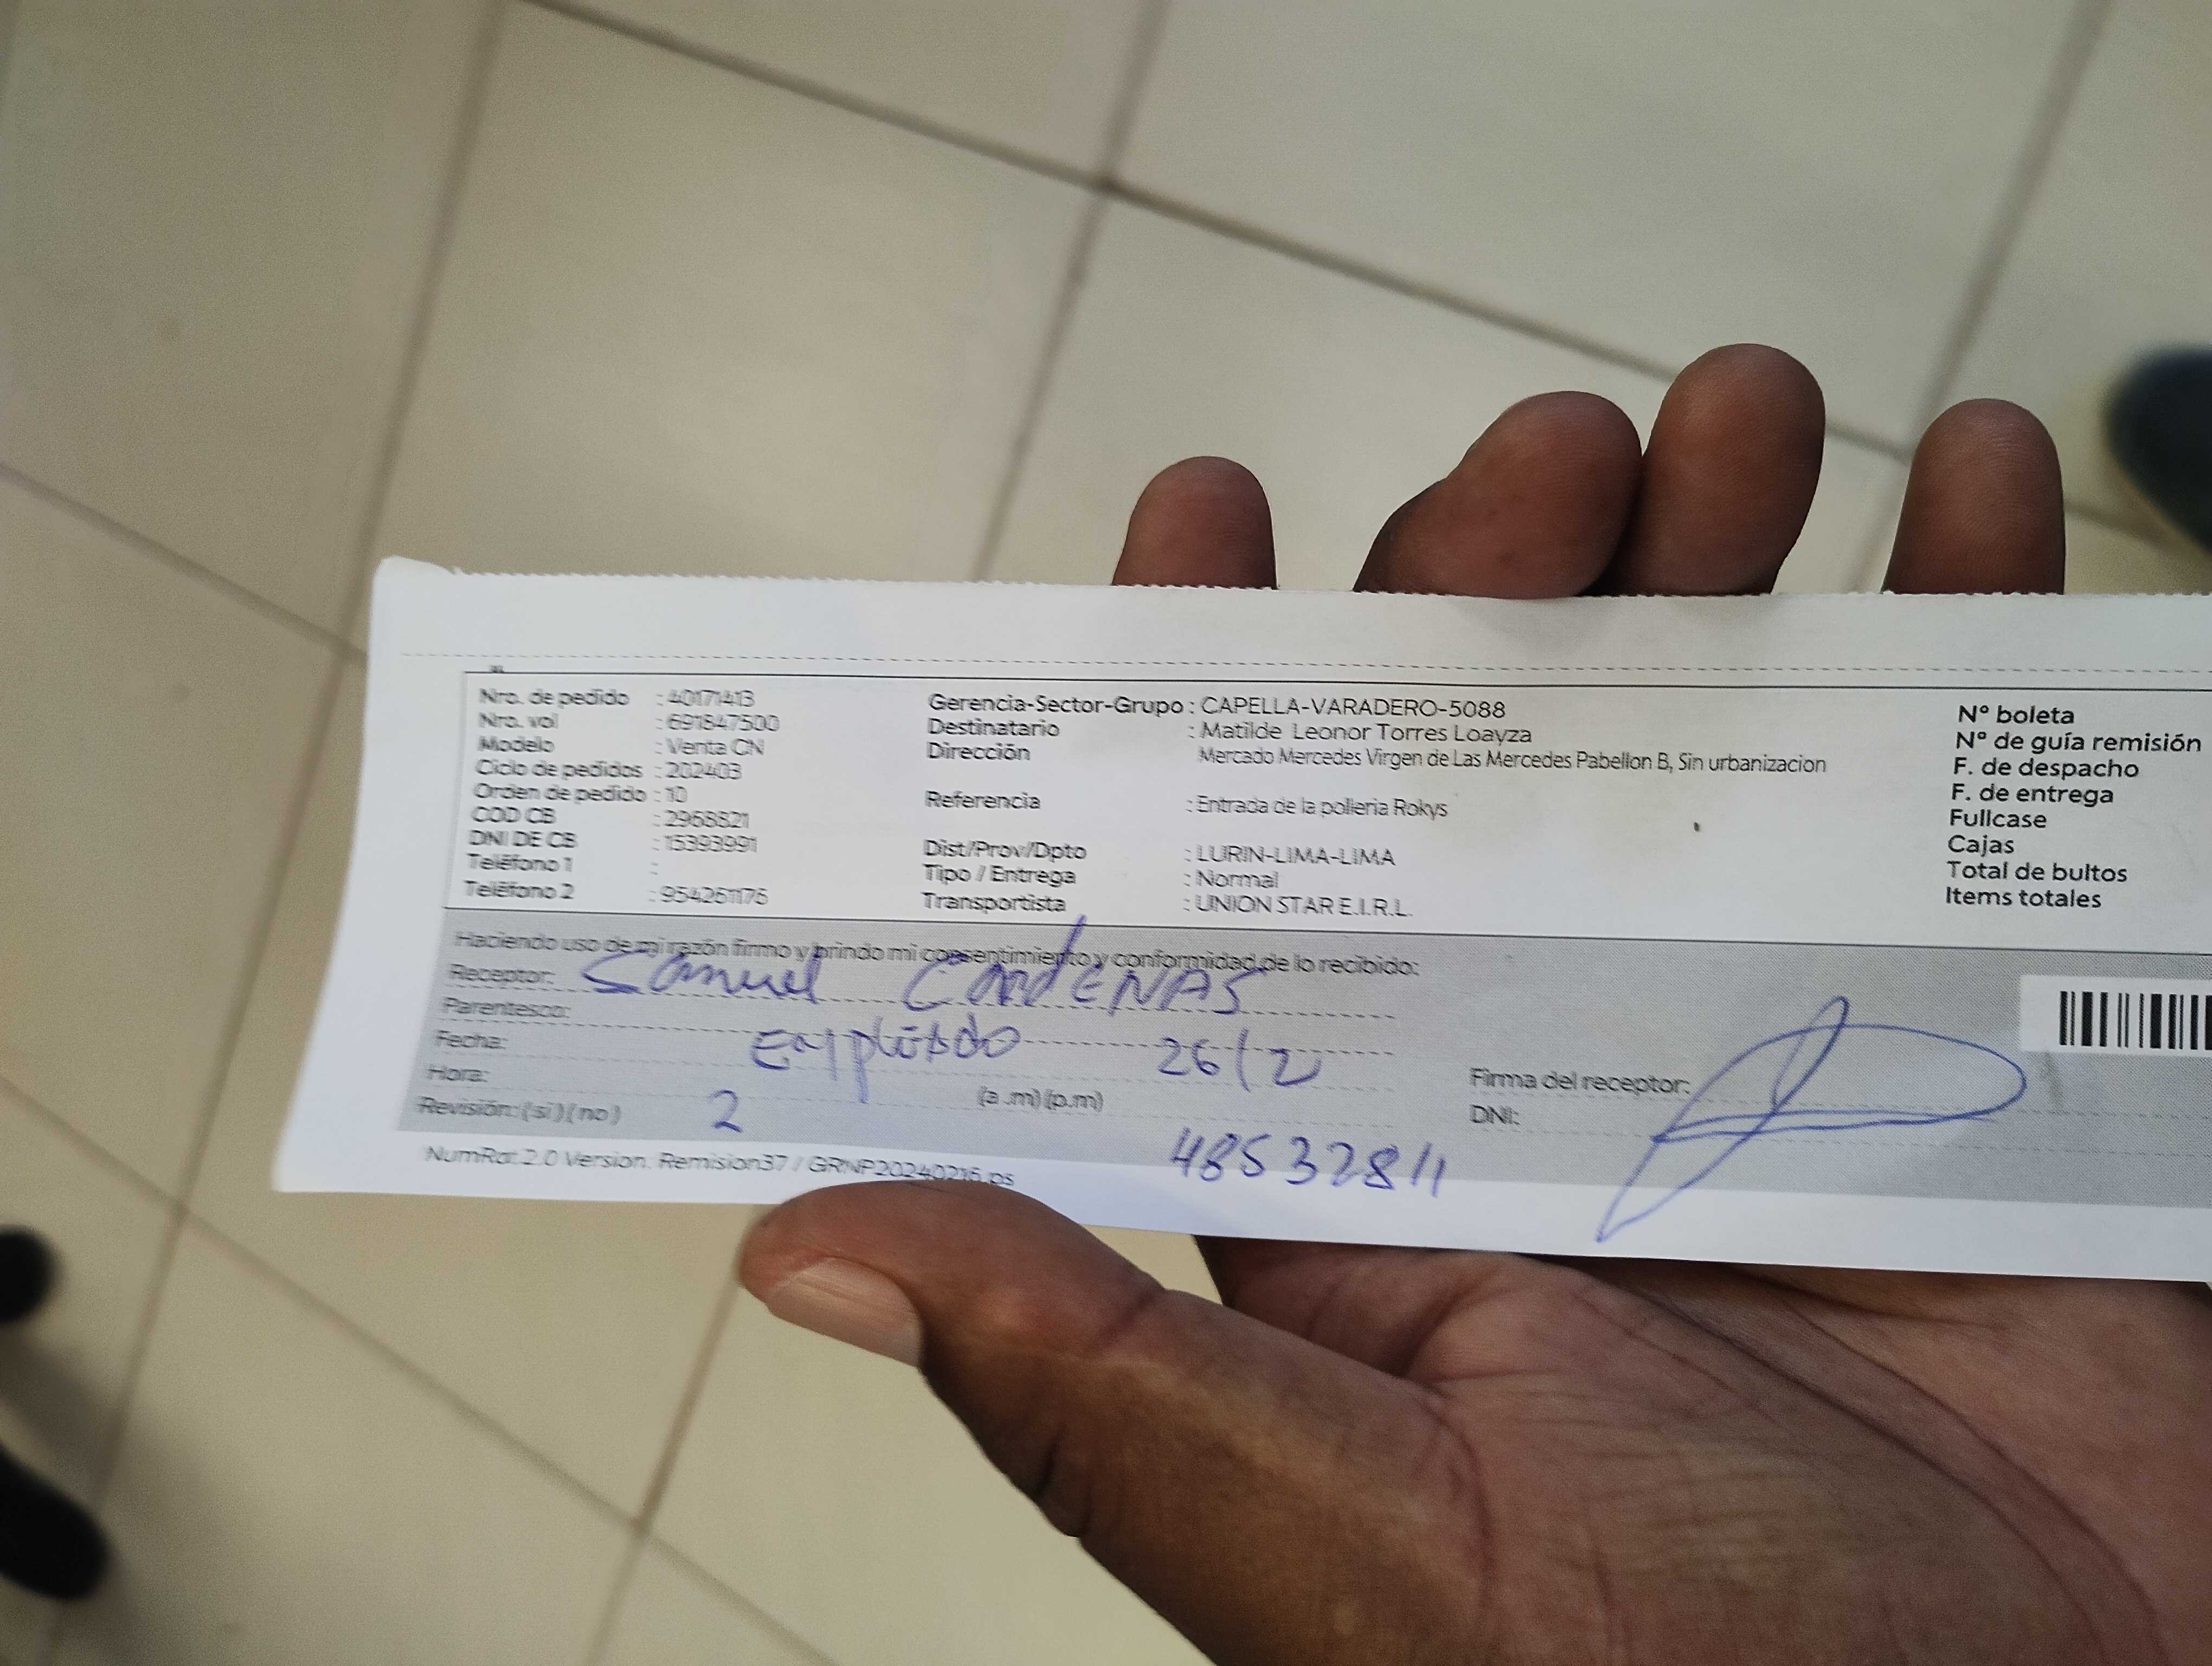 Nro. de pedido : 40171413
Nro. vol : 691847500
Modelo : Venta CN
Ciclo de pedidos : 202403
Orden de pedido : 10
COD CB : 2968821
DNI DE CB : 15393991
Teléfono 1 :
Teléfono 2 : 954261176
Gerencia-Sector-Grupo : CAPELLA-VARADERO-5088
Destinatario : Matilde Leonor Torres Loayza
Dirección Mercado Mercedes Virgen de Las Mercedes Pabellon B, Sin urbanizacion
Referencia : Entrada de la polleria Rokys
Dist/Prov/Dpto : LURIN-LIMA-LIMA
Tipo / Entrega : Normal
Transportista : UNION STAR E.I.R.L.
N° boleta
N° de guía remisión
F. de despacho
F. de entrega
Fullcase
Cajas
Total de bultos
Items totales
Haciendo uso de mi razón firmo y brindo mi consentimiento y conformidad de lo recibido:
Receptor: Samuel CARDENAS
Parentesco:
Fecha: Empleado 26/2
Hora: (a .m) (p.m)
Revisión: (si) (no) 2
48532811
Firma del receptor:
DNI:
NumRot.2.0 Version. Remision37 / GRNP20240216.ps